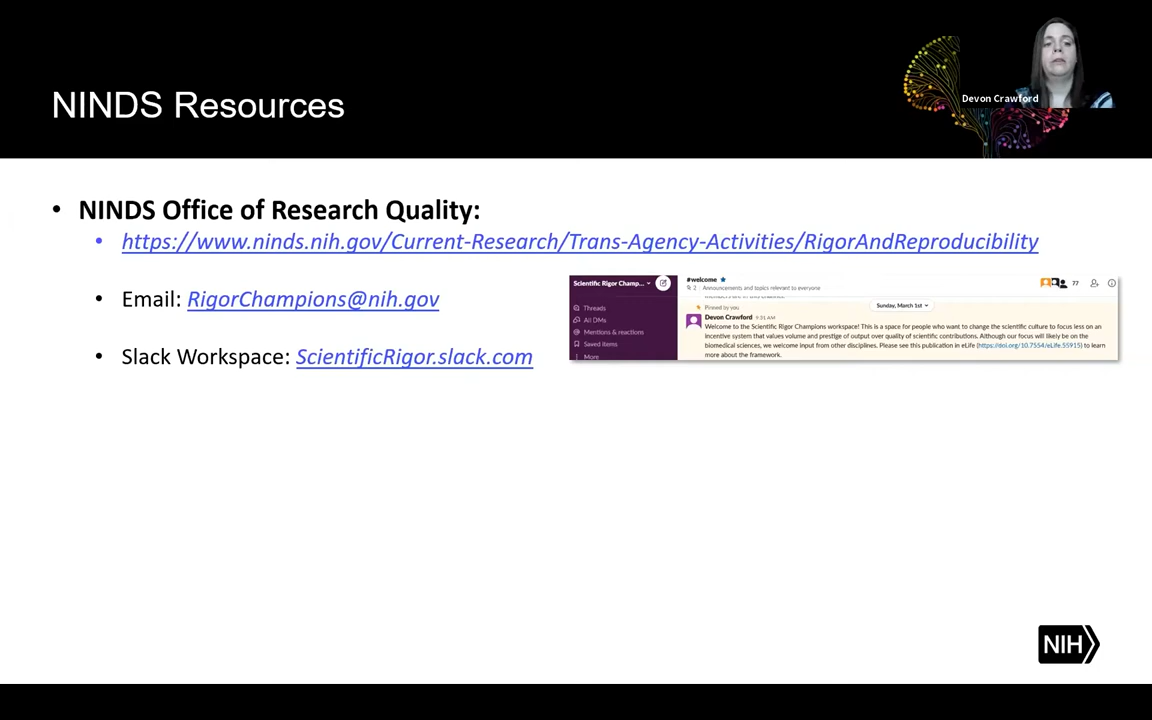 NINDS Resources
Devon Crawford
• NINDS Office of Research Quality:
• https://www.ninds.nih.gov/Current-Research/Trans-Agency-Activities/RigorAndReproducibility
• Email: RigorChampions@nih.gov
• Slack Workspace: ScientificRigor.slack.com
Scientific Rigor Champ...
Threads
All DMs
Mentions & reactions
Saved items
More
#welcome
2 Announcements and topics relevant to everyone
77
Sunday, March 1st
Pinned by you
Devon Crawford 9:31 AM
Welcome to the Scientific Rigor Champions workspace! This is a space for people who want to change the scientific culture to focus less on an
incentive system that values volume and prestige of output over quality of scientific contributions. Although our focus will likely be on the
biomedical sciences, we welcome input from other disciplines. Please see this publication in eLife (https://doi.org/10.7554/eLife.55915) to learn
more about the framework.
NIH